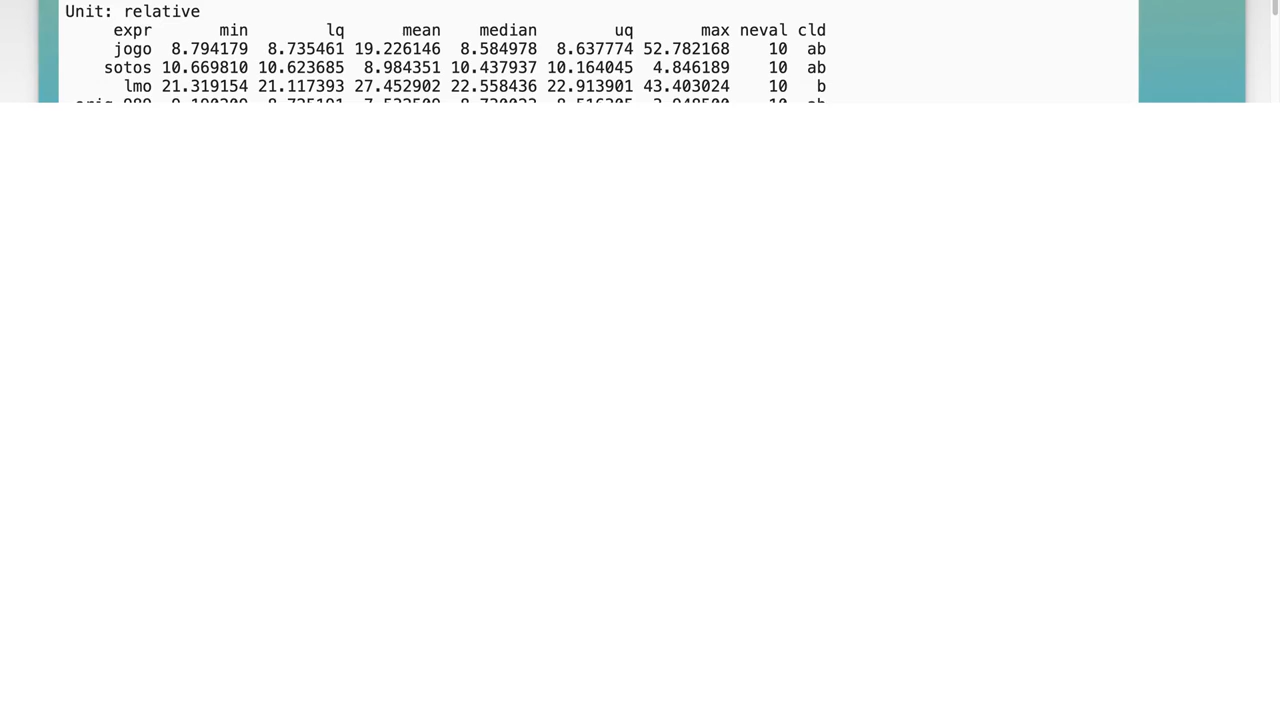 Unit: relative
expr min lq mean median uq max neval cld
jogo 8.794179 8.735461 19.226146 8.584978 8.637774 52.782168 10 ab
sotos 10.669810 10.623685 8.984351 10.437937 10.164045 4.846189 10 ab
lmo 21.319154 21.117393 27.452902 22.558436 22.913901 43.403024 10 b